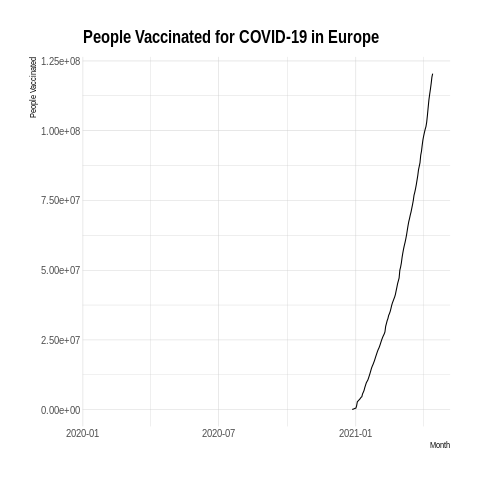 People Vaccinated for COVID-19 in Europe
People Vaccinated
1.25e+08
1.00e+08
7.50e+07
5.00e+07
2.50e+07
0.00e+00
2020-01
2020-07
2021-01
Month